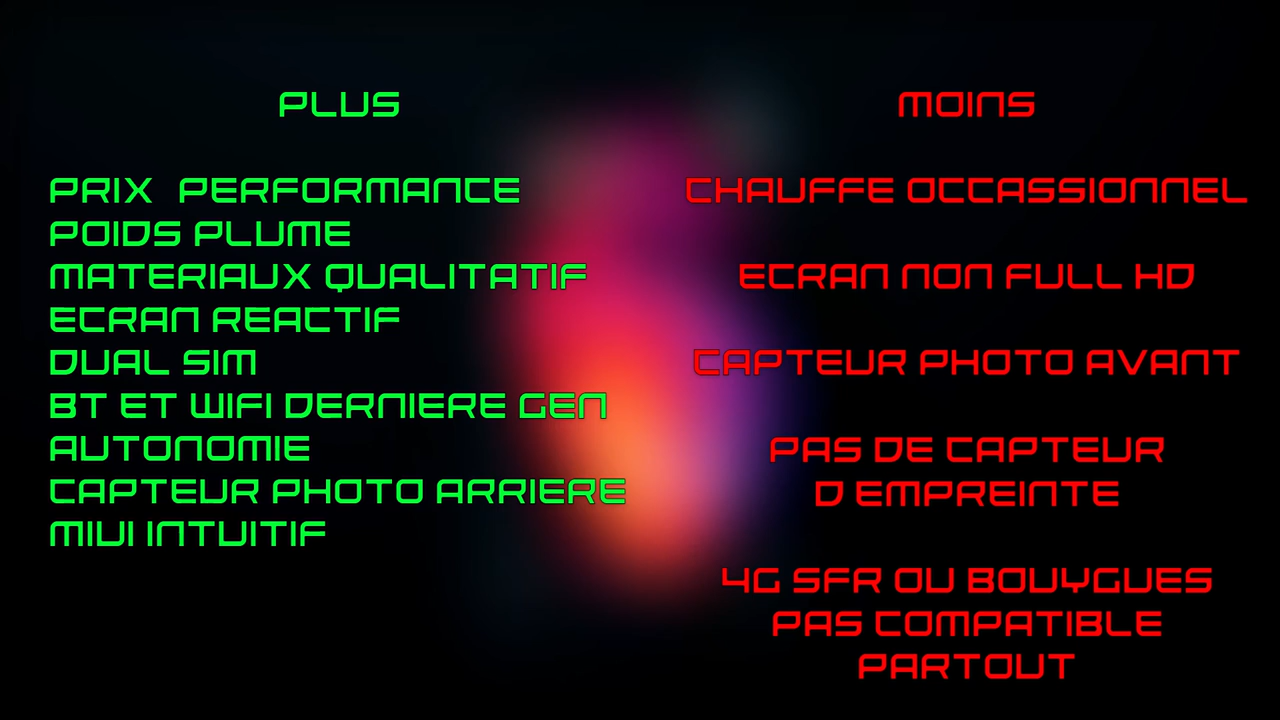 PLUS
PRIX PERFORMANCE
POIDS PLUME
MATERIAUX QUALITATIF
ECRAN REACTIF
DUAL SIM
BT ET WIFI DERNIERE GEN
AUTONOMIE
CAPTEUR PHOTO ARRIERE
MIUI INTUITIF
MOINS
CHAUFFE OCCASSIONNEL
ECRAN NON FULL HD
CAPTEUR PHOTO AVANT
PAS DE CAPTEUR
D EMPREINTE
4G SFR OU BOUYGUES
PAS COMPATIBLE
PARTOUT